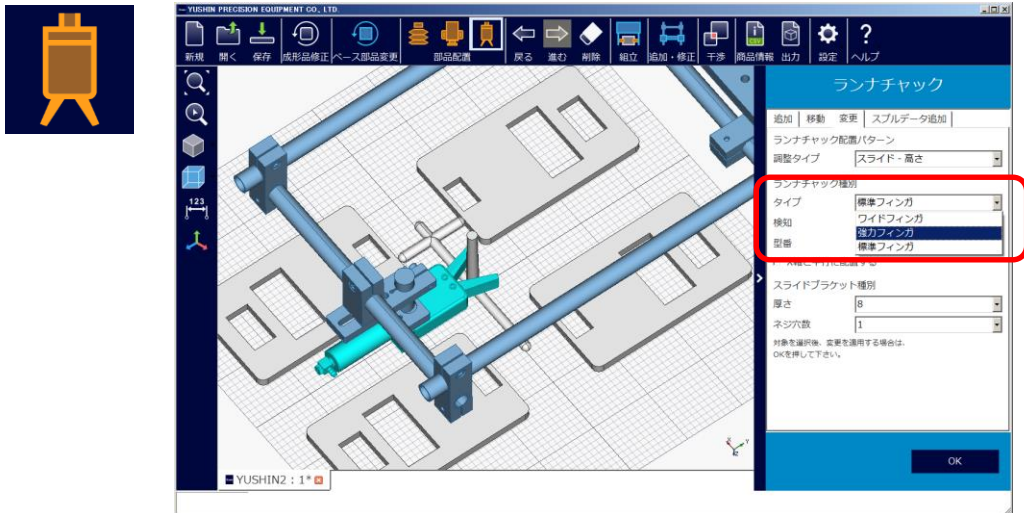 YUSHIN PRECISION EQUIPMENT CO., LTD.
新規 開く 保存 成形品修正 ベース部品変更 部品配置 戻る 進む 削除 組立 追加・修正 干渉 商品情報 出力 設定 ヘルプ
123
ランナチャック
追加 移動 変更 スプルデータ追加
ランナチャック配置パターン
調整タイプ スライド - 高さ
ランナチャック種別
タイプ 標準フィンガ
ワイドフィンガ
検知
強力フィンガ
型番 標準フィンガ
スライドブラケット種別
厚さ 8
ネジ穴数 1
対象を選択後、変更を適用する場合は、
OKを押して下さい。
OK
YUSHIN2 : 1*